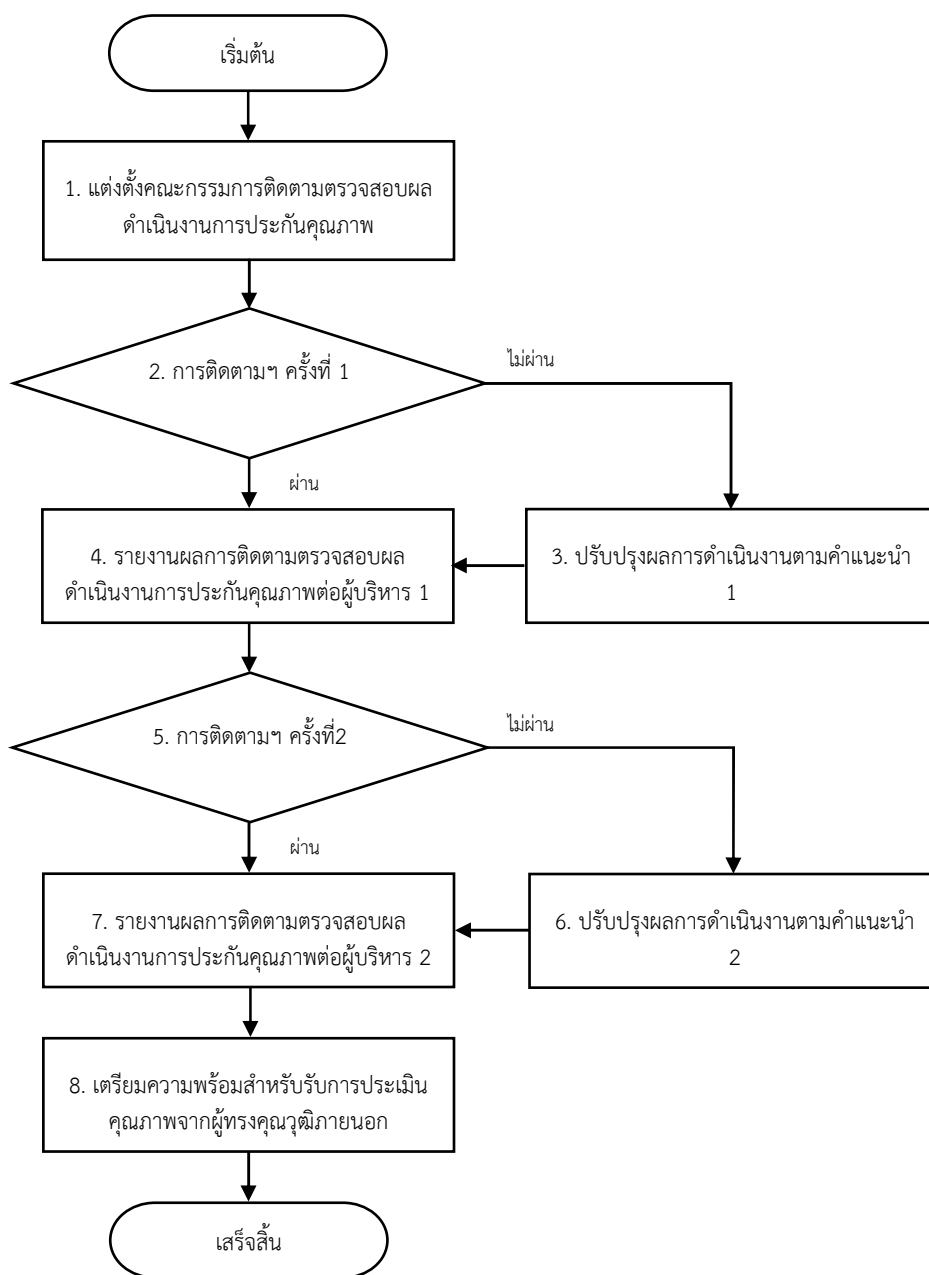 เริ่มต้น
1. แต่งตั้งคณะกรรมการติดตามตรวจสอบผล
ดำเนินงานการประกันคุณภาพ
2. การติดตามฯ ครั้งที่ 1
ไม่ผ่าน
ผ่าน
4. รายงานผลการติดตามตรวจสอบผล
ดำเนินงานการประกันคุณภาพต่อผู้บริหาร 1
3. ปรับปรุงผลการดำเนินงานตามคำแนะนำ
1
5. การติดตามฯ ครั้งที่2
ไม่ผ่าน
ผ่าน
7. รายงานผลการติดตามตรวจสอบผล
ดำเนินงานการประกันคุณภาพต่อผู้บริหาร 2
6. ปรับปรุงผลการดำเนินงานตามคำแนะนำ
2
8. เตรียมความพร้อมสำหรับรับการประเมิน
คุณภาพจากผู้ทรงคุณวุฒิภายนอก
เสร็จสิ้น